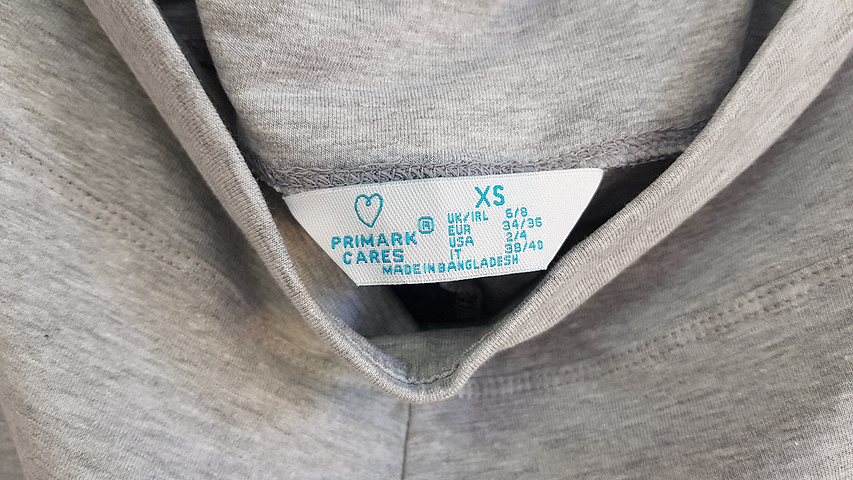 XS
PRIMARK®
CARES
UK/IRL 6/8
EUR 34/36
USA 2/4
IT 38/40
MADE IN BANGLADESH